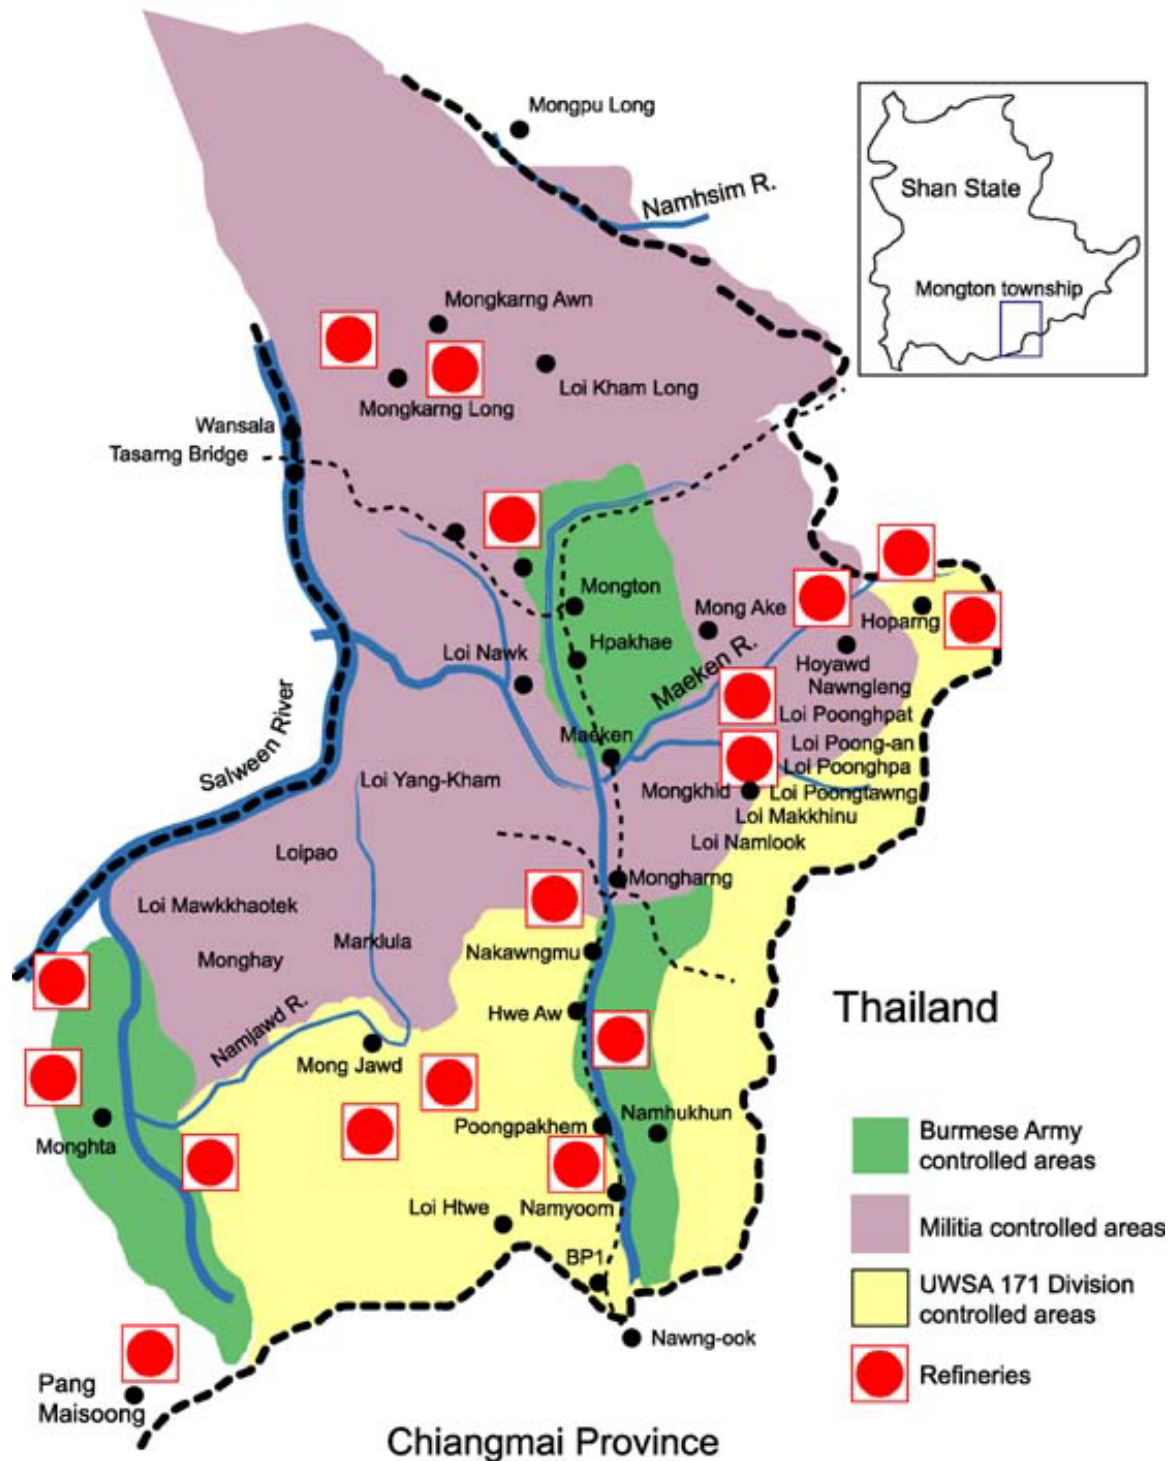 Mongpu Long
Namhsim R.
Shan State
Mongton township
Mongkarng Awn
Loi Kham Long
Mongkarng Long
Wansala
Tasarng Bridge
Mongton
Mong Ake
Hoparng
Hpakhae
Loi Nawk
Maeken R.
Hoyawd
Nawngleng
Loi Poonghpat
Salween River
Maeken
Loi Poong-an
Loi Poonghpa
Loi Yang-Kham
Mongkhid
Loi Poongtawng
Loi Makkhinu
Loi Namlook
Loipao
Mongharng
Loi Mawkkhaotek
Marklula
Nakawngmu
Monghay
Namjawd R.
Hwe Aw
Thailand
Mong Jawd
Poongpakhem
Namhukhun
Monghta
Loi Htwe
Namyoom
BP1
Nawng-ook
Pang
Maisoong
Chiangmai Province
Burmese Army
controlled areas
Militia controlled areas
UWSA 171 Division
controlled areas
Refineries